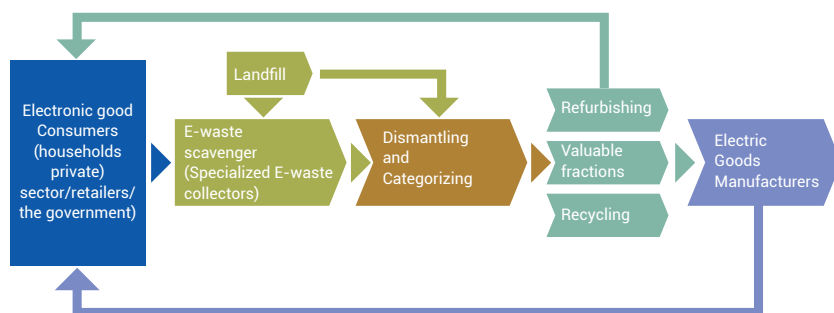 Electronic good
Consumers
(households
private)
sector/retailers/
the government)
Landfill
E-waste
scavenger
(Specialized E-waste
collectors)
Dismantling
and
Categorizing
Refurbishing
Valuable
fractions
Recycling
Electric
Goods
Manufacturers